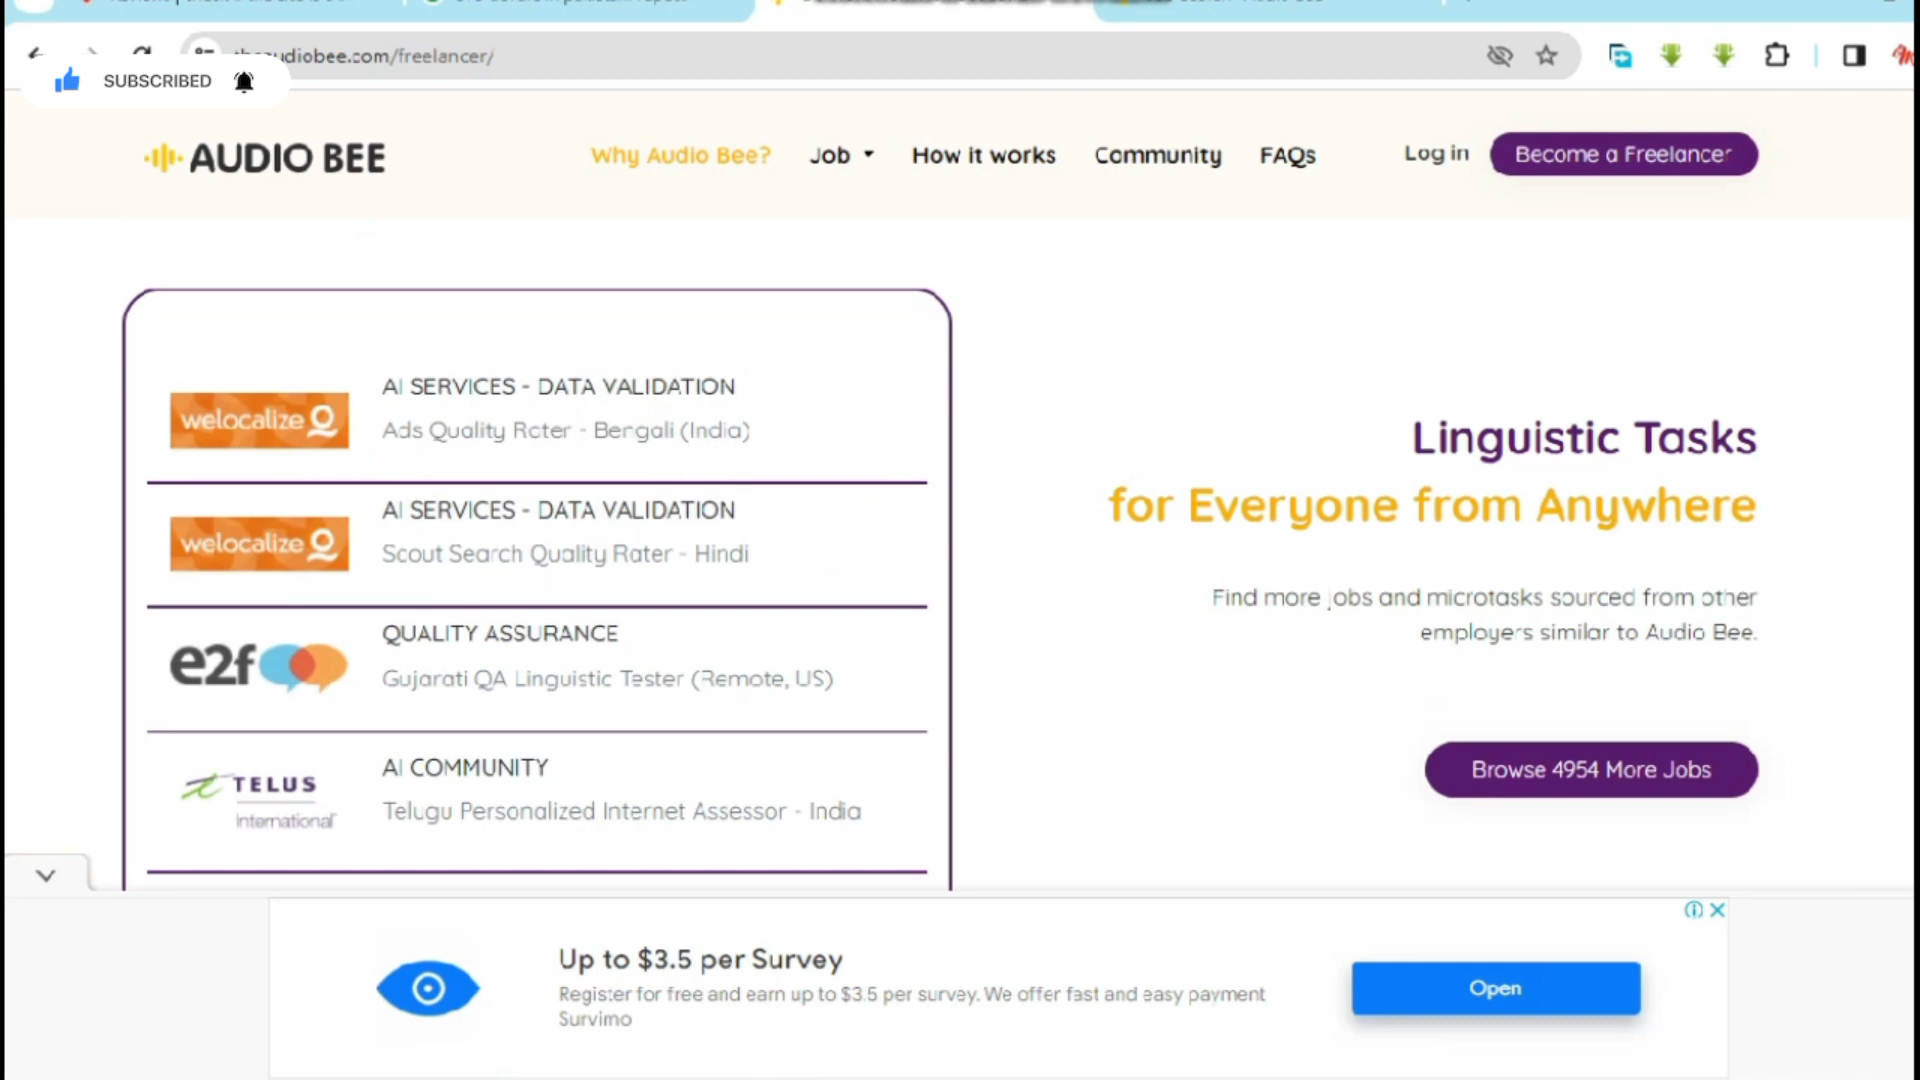 diobee.com/freelancer/
SUBSCRIBED
AUDIO BEE
Why Audio Bee?
Job
How it works
Community
FAQs
Log in
Become a Freelancer
welocalize
AI SERVICES - DATA VALIDATION
Ads Quality Rater - Bengali (India)
welocalize
AI SERVICES - DATA VALIDATION
Scout Search Quality Rater - Hindi
e2f
QUALITY ASSURANCE
Gujarati QA Linguistic Tester (Remote, US)
TELUS
International
AI COMMUNITY
Telugu Personalized Internet Assessor - India
Linguistic Tasks
for Everyone from Anywhere
Find more jobs and microtasks sourced from other
employers similar to Audio Bee.
Browse 4954 More Jobs
Up to $3.5 per Survey
Register for free and earn up to $3.5 per survey. We offer fast and easy payment
Survimo
Open